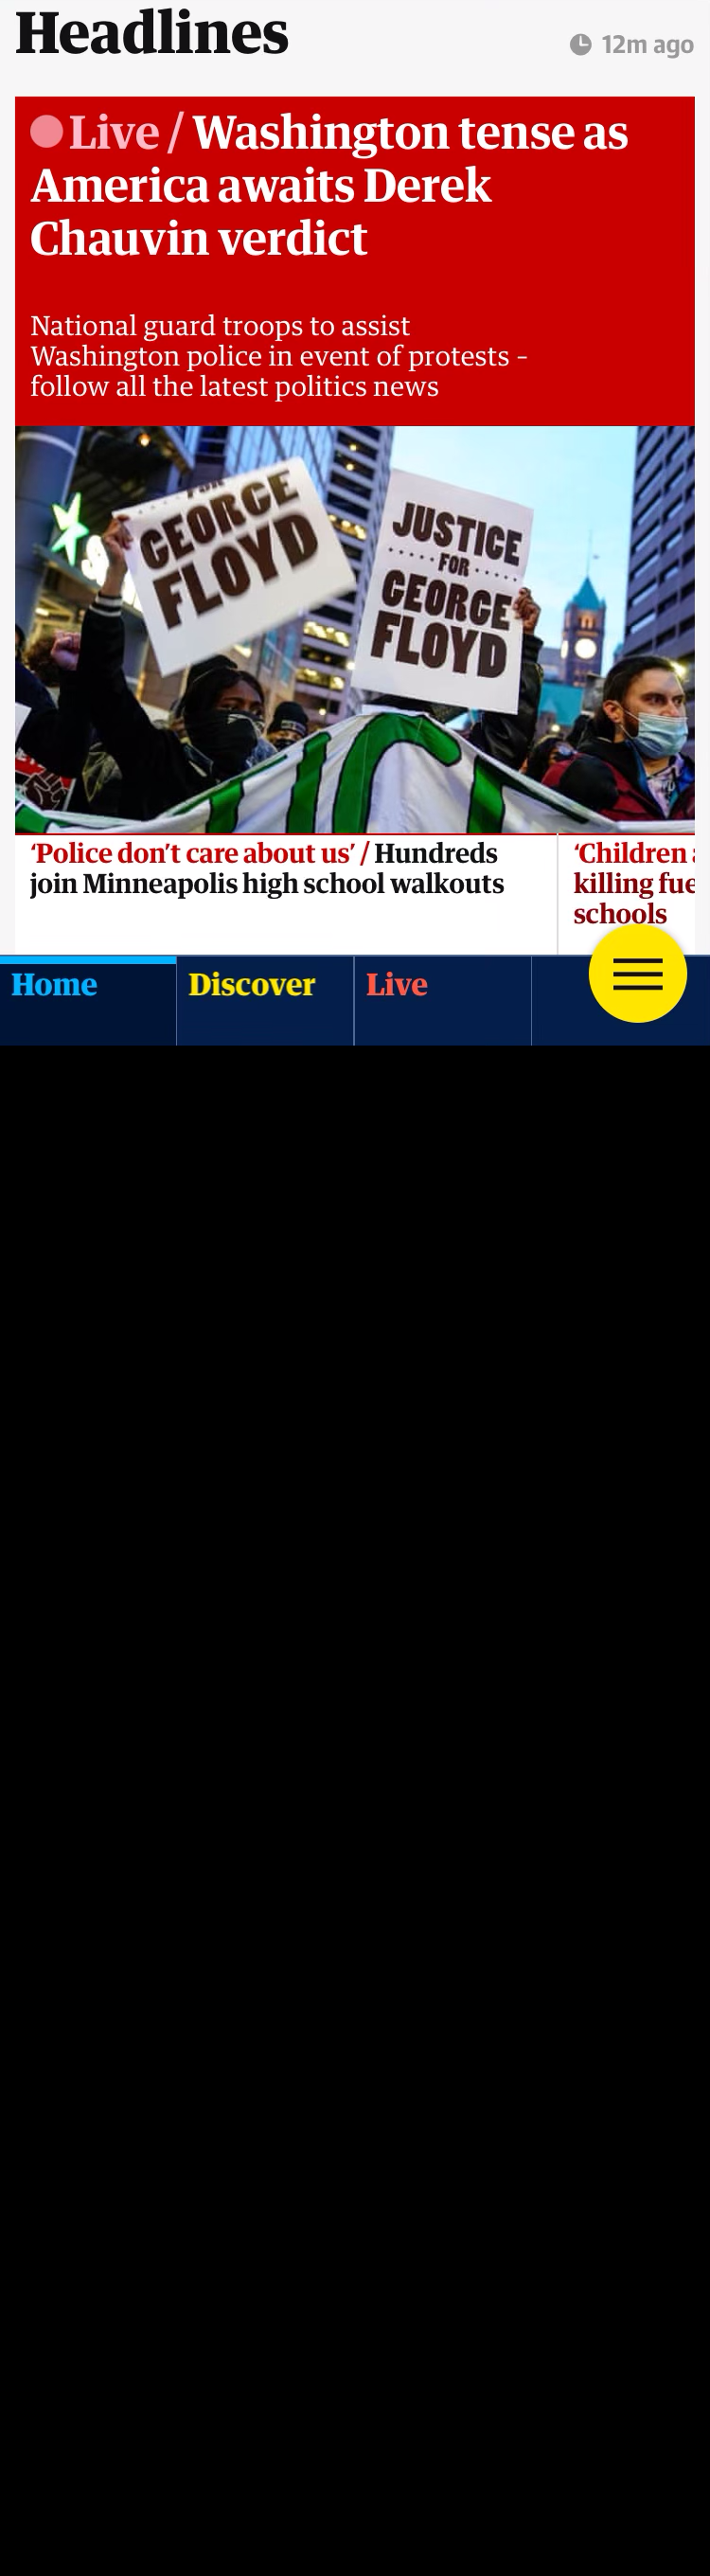 Headlines
12m ago
Live / Washington tense as
America awaits Derek
Chauvin verdict
National guard troops to assist
Washington police in event of protests –
follow all the latest politics news
FOR
GEORGE
FLOYD
JUSTICE
FOR
GEORGE
FLOYD
‘Police don’t care about us’ / Hundreds
join Minneapolis high school walkouts
‘Children
killing fue
schools
Home
Discover
Live